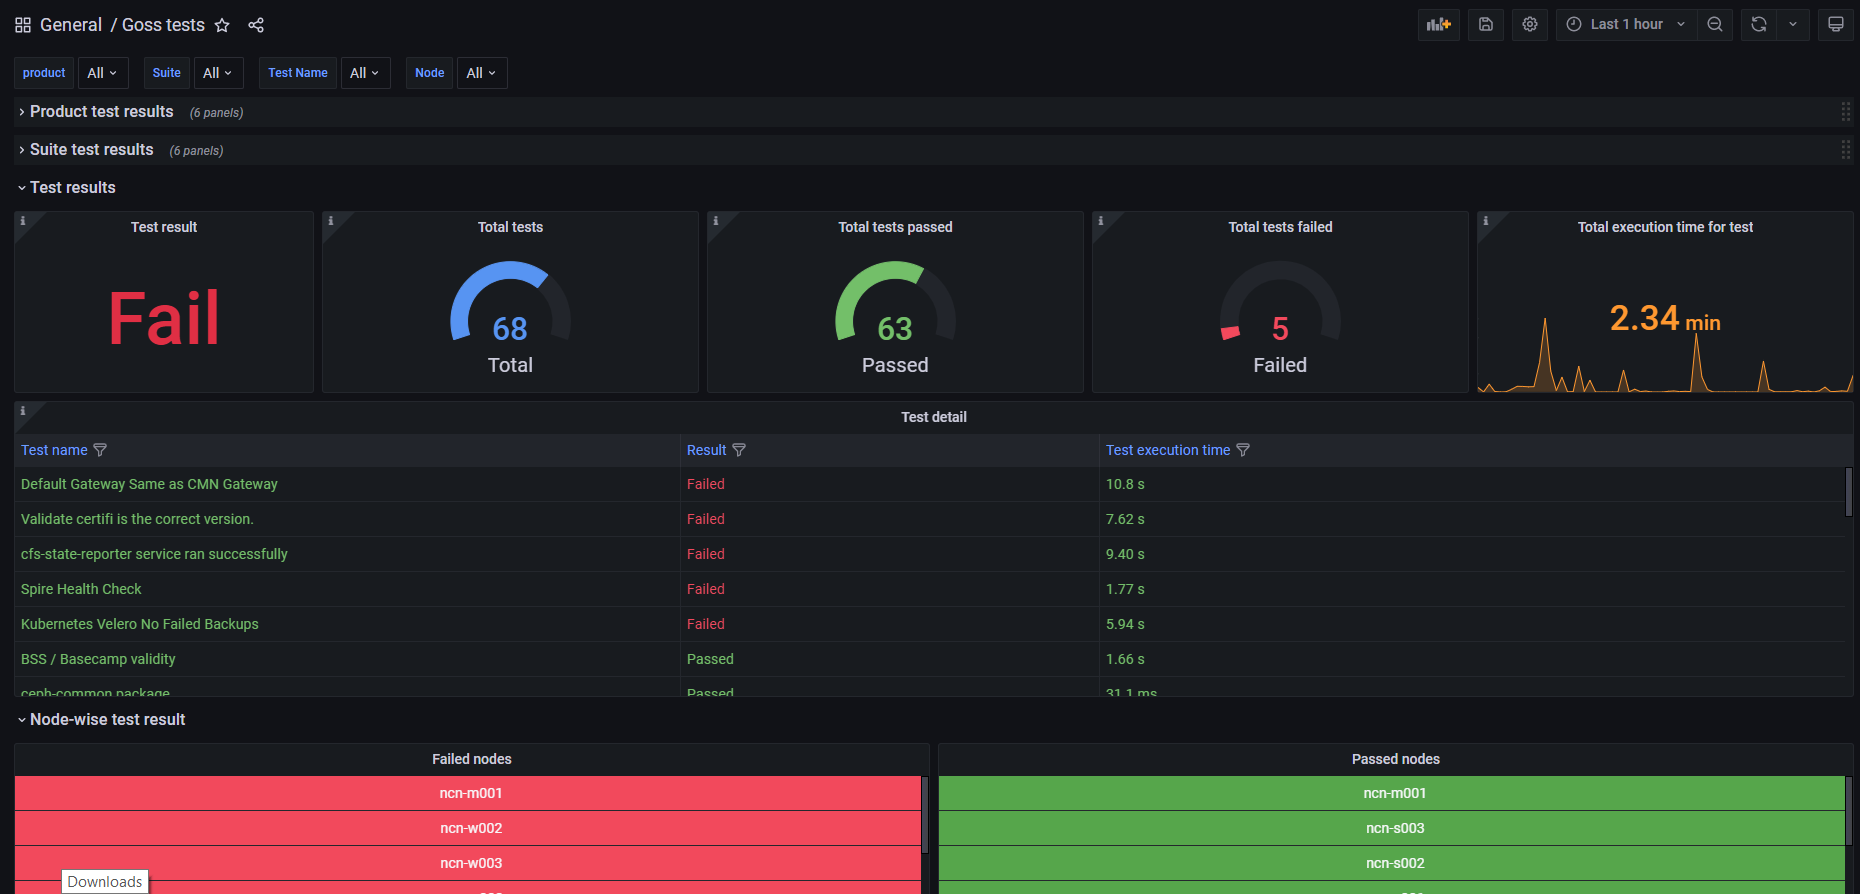 General / Goss tests
Last 1 hour
product All Suite All Test Name All Node All
Product test results (6 panels)
Suite test results (6 panels)
Test results
Test result
Fail
Total tests
68
Total
Total tests passed
63
Passed
Total tests failed
5
Failed
Total execution time for test
2.34 min
Test detail
Test name Result Test execution time
Default Gateway Same as CMN Gateway Failed 10.8 s
Validate certifi is the correct version. Failed 7.62 s
cfs-state-reporter service ran successfully Failed 9.40 s
Spire Health Check Failed 1.77 s
Kubernetes Velero No Failed Backups Failed 5.94 s
BSS / Basecamp validity Passed 1.66 s
ceph-common package Passed 31.1 ms
Node-wise test result
Failed nodes
ncn-m001
ncn-w002
ncn-w003
Passed nodes
ncn-m001
ncn-s003
ncn-s002
Downloads